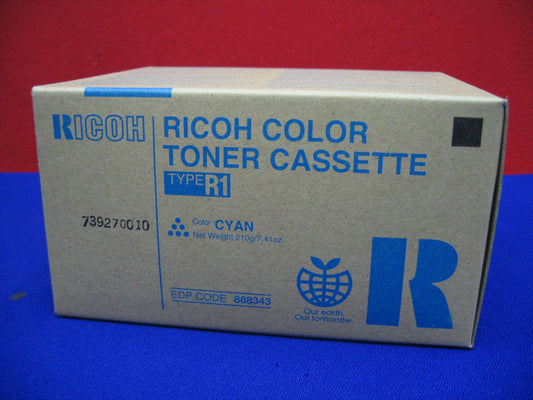 RICOH
RICOH COLOR
TONER CASSETTE
TYPE R1
739270010
Color CYAN
Net Weight 210g/7.41oz
EDP CODE 888343
Our earth,
Our tomorrow
R